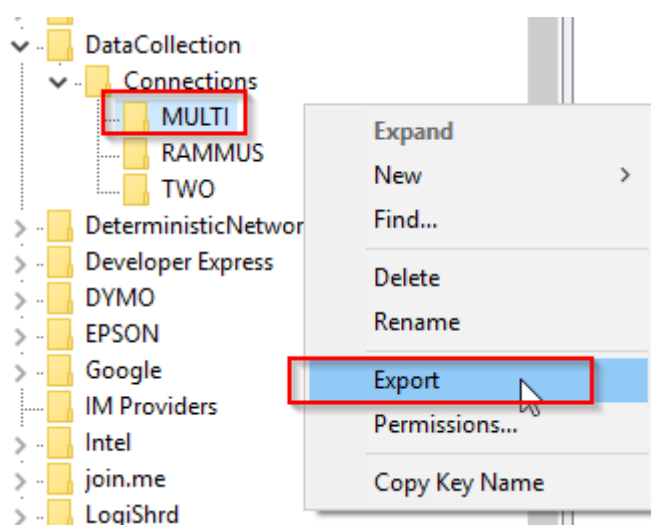 DataCollection
Connections
MULTI
RAMMUS
TWO
DeterministicNetwor
Developer Express
DYMO
EPSON
Google
IM Providers
Intel
join.me
LogiShrd
Expand
New
Find...
Delete
Rename
Export
Permissions...
Copy Key Name